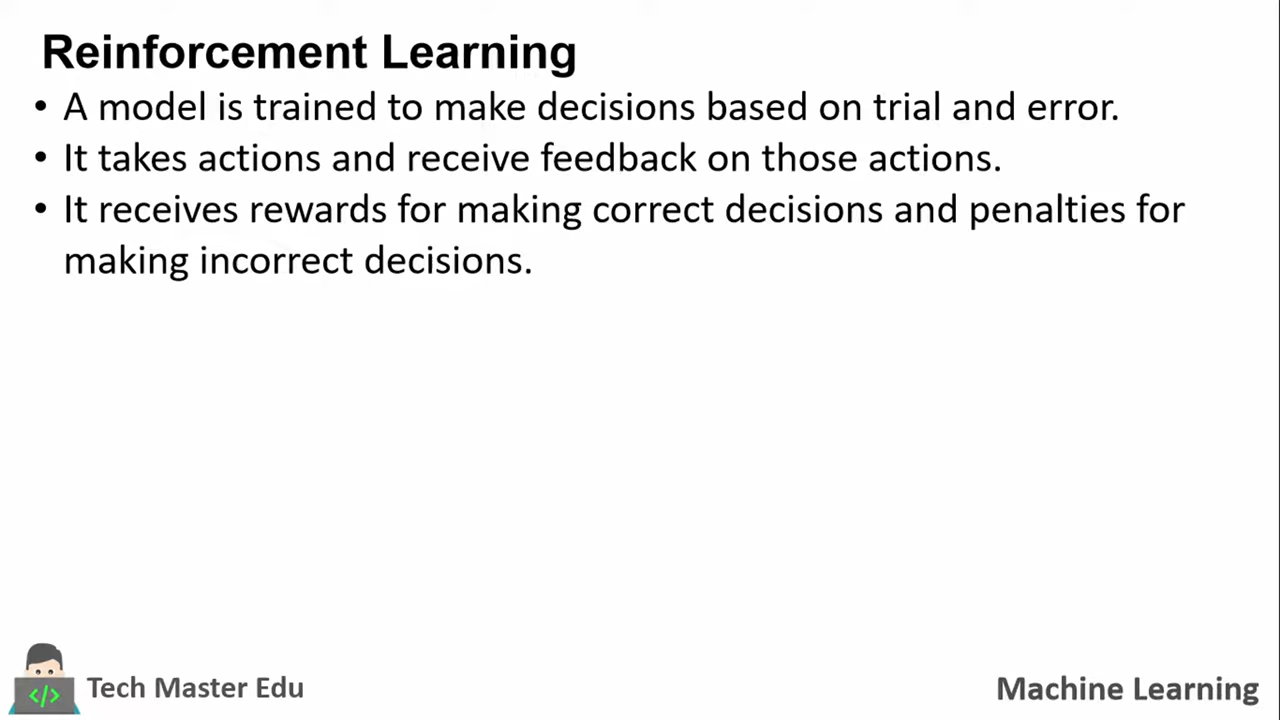 Reinforcement Learning
• A model is trained to make decisions based on trial and error.
• It takes actions and receive feedback on those actions.
• It receives rewards for making correct decisions and penalties for
making incorrect decisions.
</>
Tech Master Edu
Machine Learning